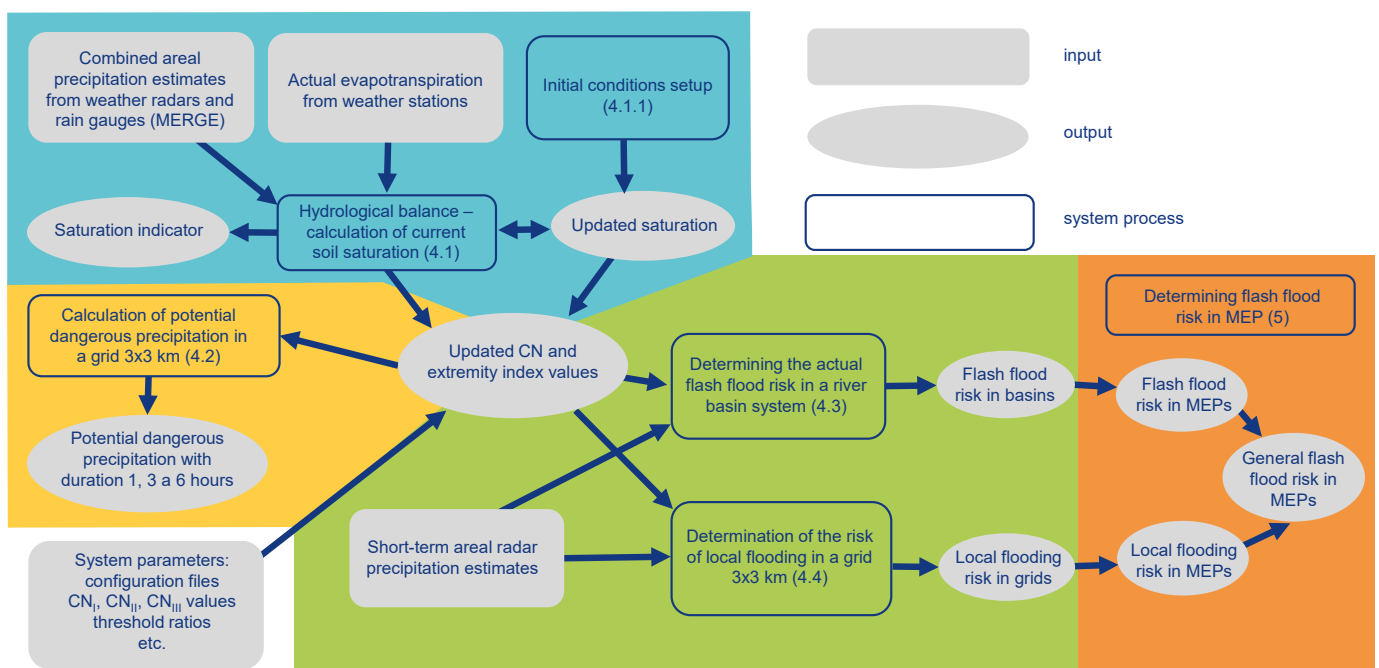 Combined areal
precipitation estimates
from weather radars and
rain gauges (MERGE)
Actual evapotranspiration
from weather stations
Initial conditions setup
(4.1.1)
input
output
system process
Saturation indicator
Hydrological balance –
calculation of current
soil saturation (4.1)
Updated saturation
Calculation of potential
dangerous precipitation in
a grid 3x3 km (4.2)
Updated CN and
extremity index values
Determining the actual
flash flood risk in a river
basin system (4.3)
Flash flood
risk in basins
Determining flash flood
risk in MEP (5)
Flash flood
risk in MEPs
General flash
flood risk in
MEPs
Potential dangerous
precipitation with
duration 1, 3 a 6 hours
System parameters:
configuration files
CNI, CNII, CNIII values
threshold ratios
etc.
Short-term areal radar
precipitation estimates
Determination of the risk
of local flooding in a grid
3x3 km (4.4)
Local flooding
risk in grids
Local flooding
risk in MEPs